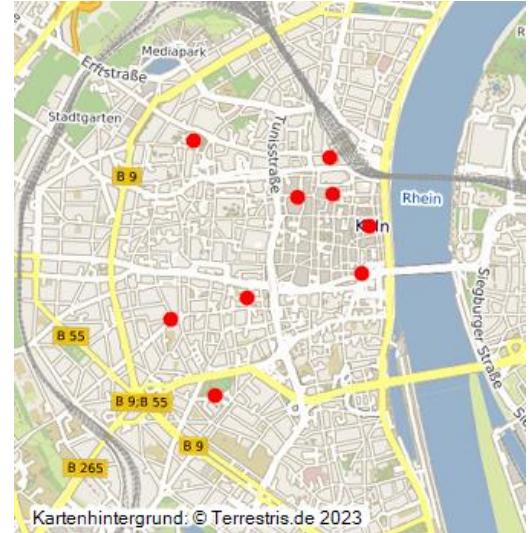 Mediapark
Erftstraße
Stadtgarten
Tunisstraße
B 9
Rhein
Köln
Siegburger Straße
B 55
B 9;B 55
B 9
B 265
Kartenhintergrund: © Terrestris.de 2023